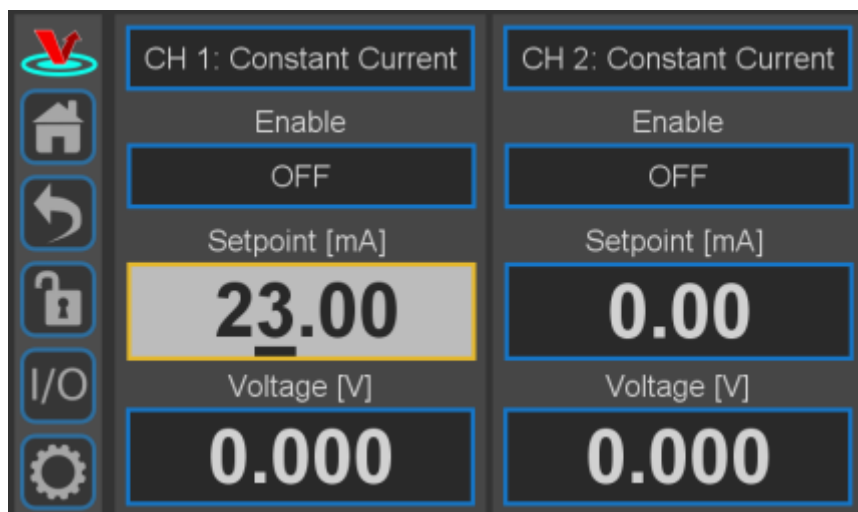 CH 1: Constant Current
Enable
OFF
Setpoint [mA]
23.00
Voltage [V]
0.000
CH 2: Constant Current
Enable
OFF
Setpoint [mA]
0.00
Voltage [V]
0.000
I/O